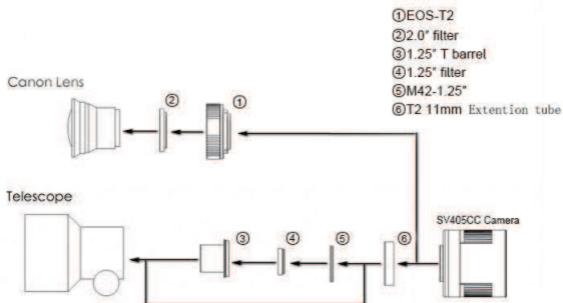 ①EOS-T2
②2.0" filter
③1.25" T barrel
④1.25" filter
⑤M42-1.25"
⑥T2 11mm Extention tube
Canon Lens
② ①
Telescope
SV405CC Camera
③ ④ ⑤ ⑥